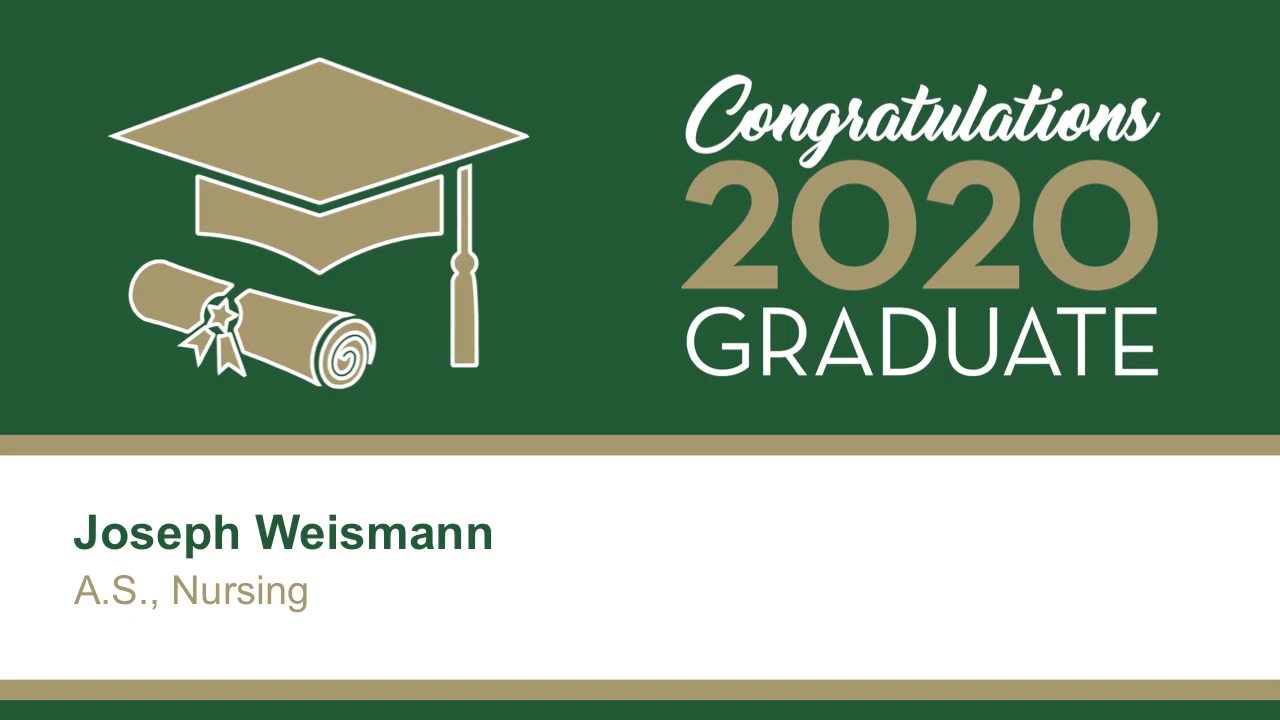 Congratulations
2020
GRADUATE
Joseph Weismann
A.S., Nursing